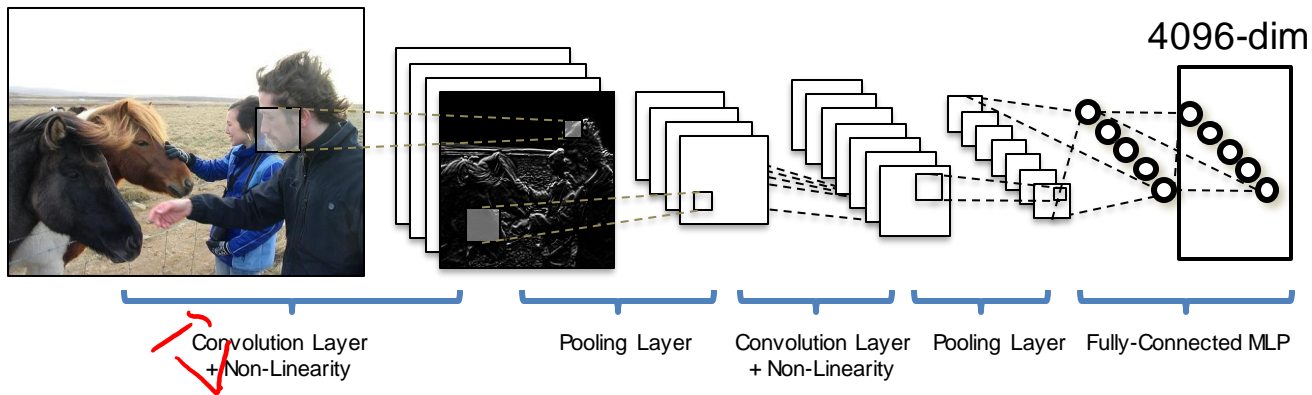 4096-dim
Convolution Layer
+ Non-Linearity
Pooling Layer
Convolution Layer
+ Non-Linearity
Pooling Layer
Fully-Connected MLP